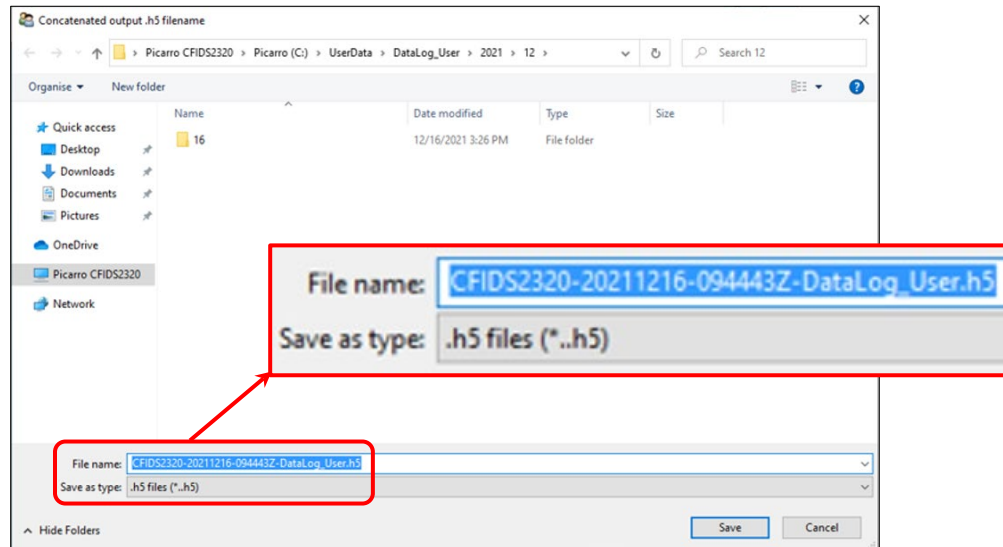 Concatenated output .h5 filename
Picarro CFIDS2320 > Picarro (C:) > UserData > DataLog_User > 2021 > 12 >
Search 12
Organise
New folder
Name Date modified Type Size
Quick access
Desktop
Downloads
Documents
Pictures
OneDrive
Picarro CFIDS2320
Network
16 12/16/2021 3:26 PM File folder
File name: CFIDS2320-20211216-094443Z-DataLog_User.h5
Save as type: .h5 files (*..h5)
File name: CFIDS2320-20211216-094443Z-DataLog_User.h5
Save as type: .h5 files (*..h5)
Hide Folders
Save
Cancel